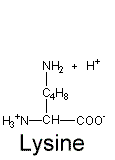 NH₂ + H⁺
C₄H₈
H₃⁺N—CH—COO⁻
Lysine